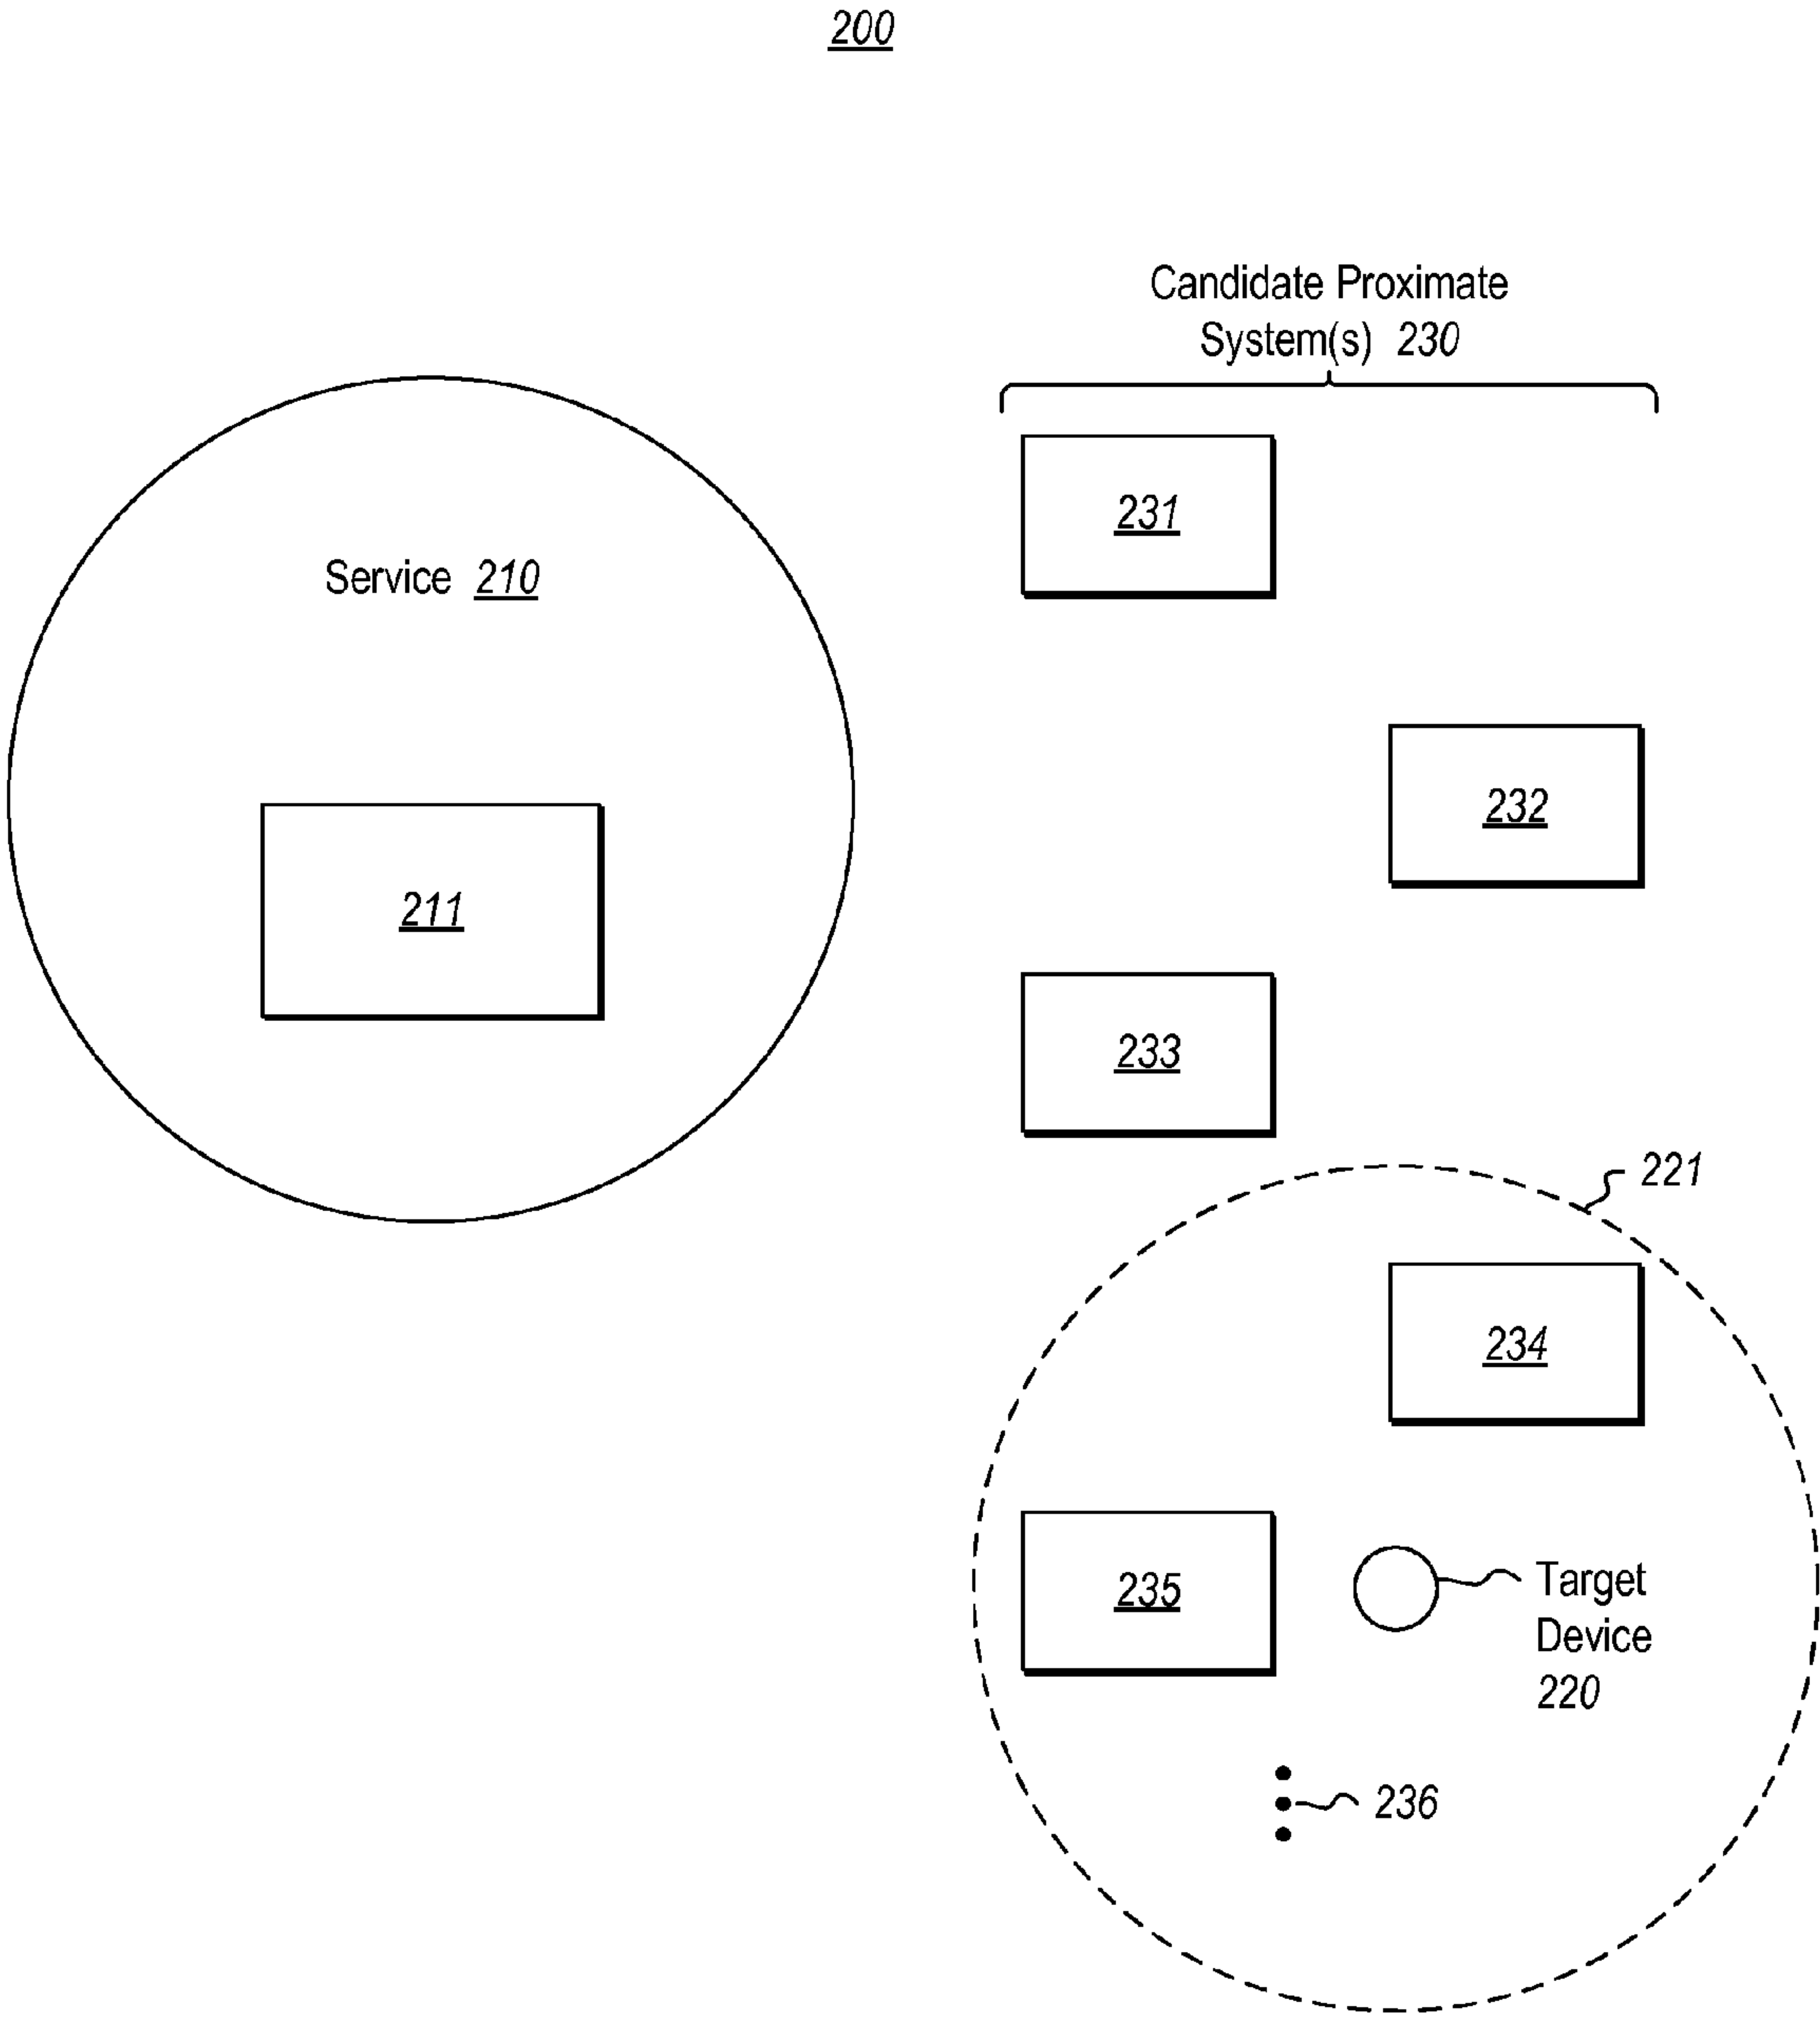 200
Candidate Proximate
System(s) 230
231
Service 210
232
211
233
221
234
235
Target
Device
220
236